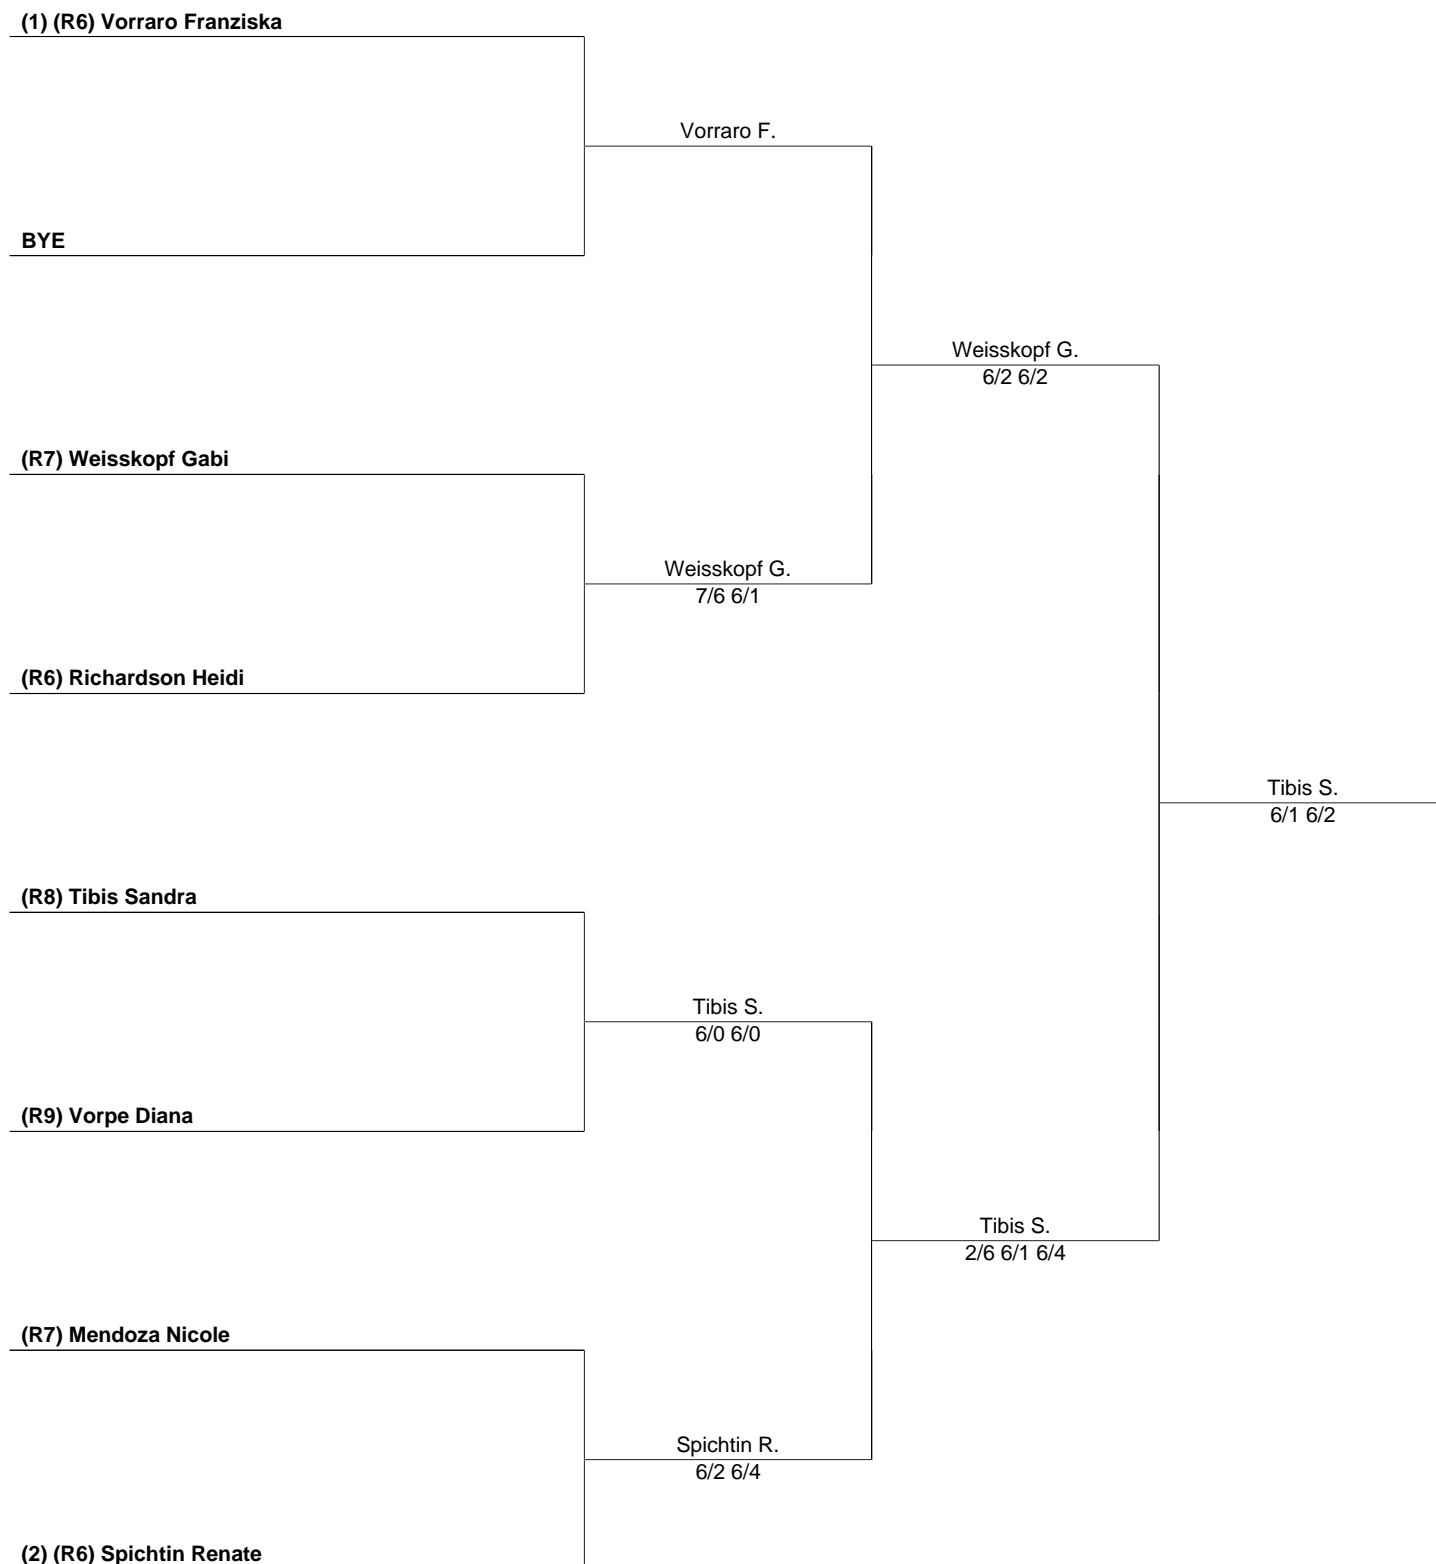 (1) (R6) Vorraro Franziska
Vorraro F.
BYE
Weisskopf G.
6/2 6/2
(R7) Weisskopf Gabi
Weisskopf G.
7/6 6/1
(R6) Richardson Heidi
Tibis S.
6/1 6/2
(R8) Tibis Sandra
Tibis S.
6/0 6/0
(R9) Vorpe Diana
Tibis S.
2/6 6/1 6/4
(R7) Mendoza Nicole
Spichtin R.
6/2 6/4
(2) (R6) Spichtin Renate